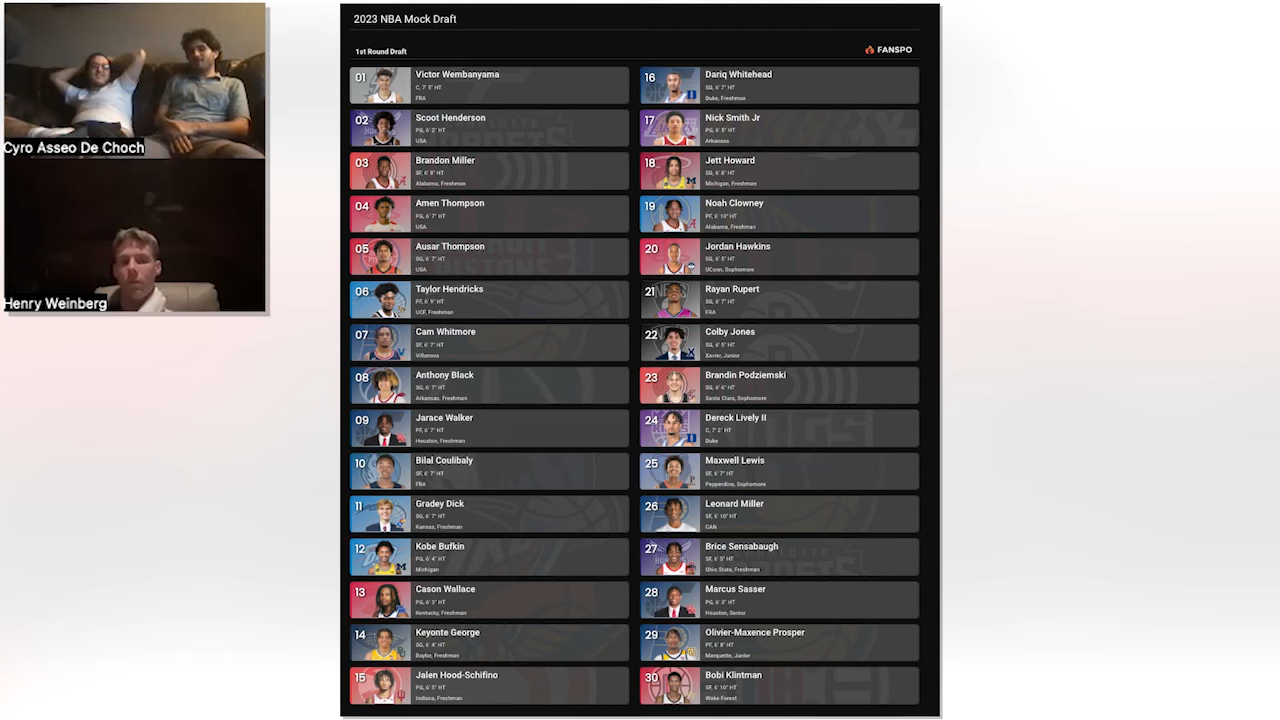 Cyro Asseo De Choch
Henry Weinberg
2023 NBA Mock Draft
1st Round Draft
FANSPO
01
Victor Wembanyama
C, 7' 5" HT
FRA
02
Scoot Henderson
PG, 6' 2" HT
USA
03
Brandon Miller
SF, 6' 8" HT
Alabama, Freshman
04
Amen Thompson
PG, 6' 7" HT
USA
05
Ausar Thompson
SG, 6' 7" HT
USA
06
Taylor Hendricks
PF, 6' 9" HT
UCF, Freshman
07
Cam Whitmore
SF, 6' 7" HT
Villanova
08
Anthony Black
SG, 6' 7" HT
Arkansas, Freshman
09
Jarace Walker
PF, 6' 7" HT
Houston, Freshman
10
Bilal Coulibaly
SF, 6' 7" HT
FRA
11
Gradey Dick
SG, 6' 7" HT
Kansas, Freshman
12
Kobe Bufkin
PG, 6' 4" HT
Michigan
13
Cason Wallace
PG, 6' 3" HT
Kentucky, Freshman
14
Keyonte George
SG, 6' 4" HT
Baylor, Freshman
15
Jalen Hood-Schifino
PG, 6' 5" HT
Indiana, Freshman
16
Dariq Whitehead
SG, 6' 7" HT
Duke, Freshman
17
Nick Smith Jr
PG, 6' 5" HT
Arkansas
18
Jett Howard
SG, 6' 8" HT
Michigan, Freshman
19
Noah Clowney
PF, 6' 10" HT
Alabama, Freshman
20
Jordan Hawkins
SG, 6' 5" HT
UConn, Sophomore
21
Rayan Rupert
SG, 6' 7" HT
FRA
22
Colby Jones
SG, 6' 5" HT
Xavier, Junior
23
Brandin Podziemski
SG, 6' 6" HT
Santa Clara, Sophomore
24
Dereck Lively II
C, 7' 2" HT
Duke
25
Maxwell Lewis
SF, 6' 7" HT
Pepperdine, Sophomore
26
Leonard Miller
SF, 6' 10" HT
CAN
27
Brice Sensabaugh
SF, 6' 5" HT
Ohio State, Freshman
28
Marcus Sasser
PG, 6' 3" HT
Houston, Senior
29
Olivier-Maxence Prosper
PF, 6' 8" HT
Marquette, Junior
30
Bobi Klintman
SF, 6' 10" HT
Wake Forest